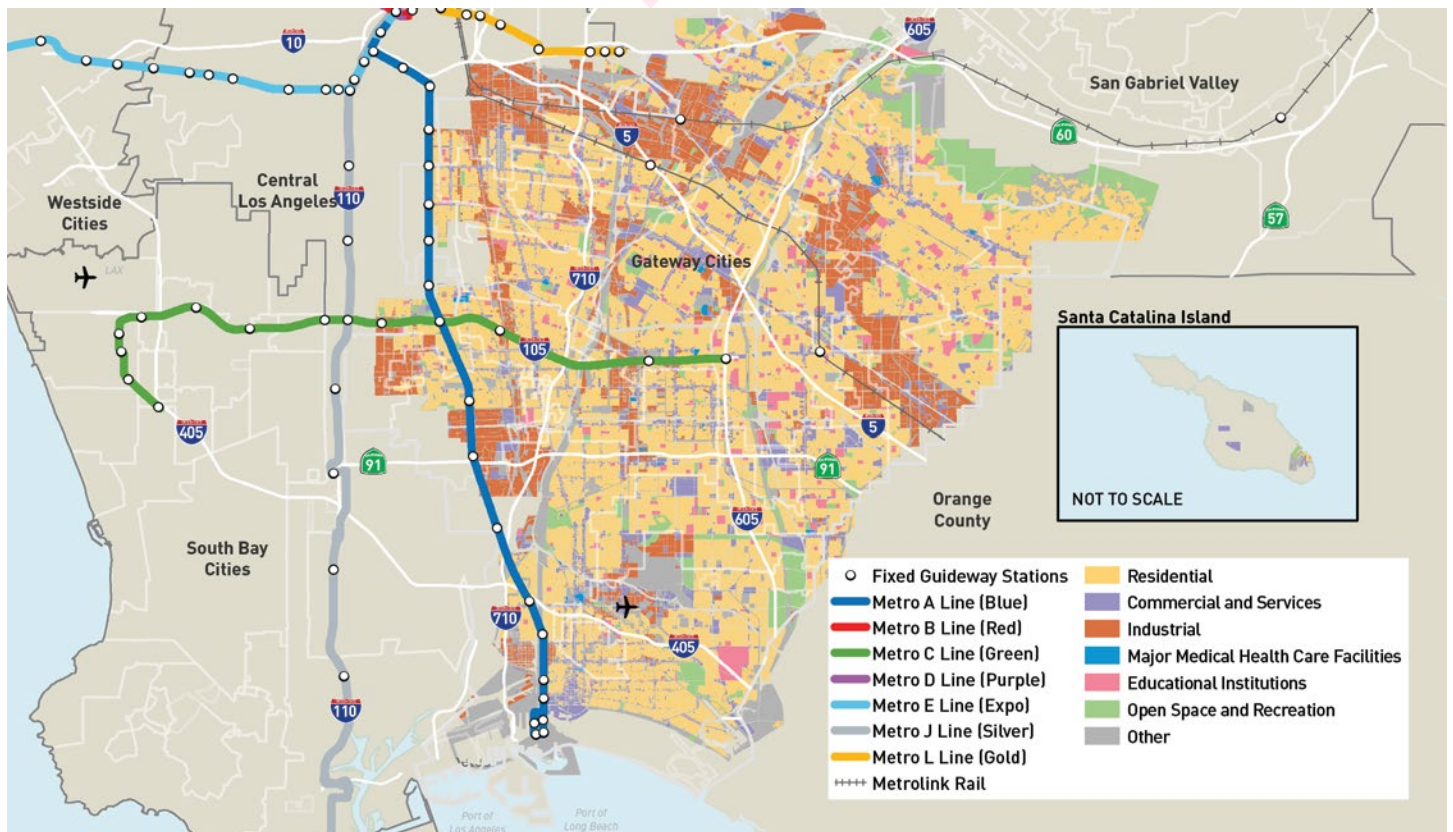 10
605
San Gabriel Valley
5
60
Central
Los Angeles
110
Westside
Cities
57
LAX
Gateway Cities
710
Santa Catalina Island
105
405
5
91
91
NOT TO SCALE
Orange
County
605
South Bay
Cities
710
405
110
Port of
Los Angeles
Port of
Long Beach
Fixed Guideway Stations
Metro A Line (Blue)
Metro B Line (Red)
Metro C Line (Green)
Metro D Line (Purple)
Metro E Line (Expo)
Metro J Line (Silver)
Metro L Line (Gold)
Metrolink Rail
Residential
Commercial and Services
Industrial
Major Medical Health Care Facilities
Educational Institutions
Open Space and Recreation
Other